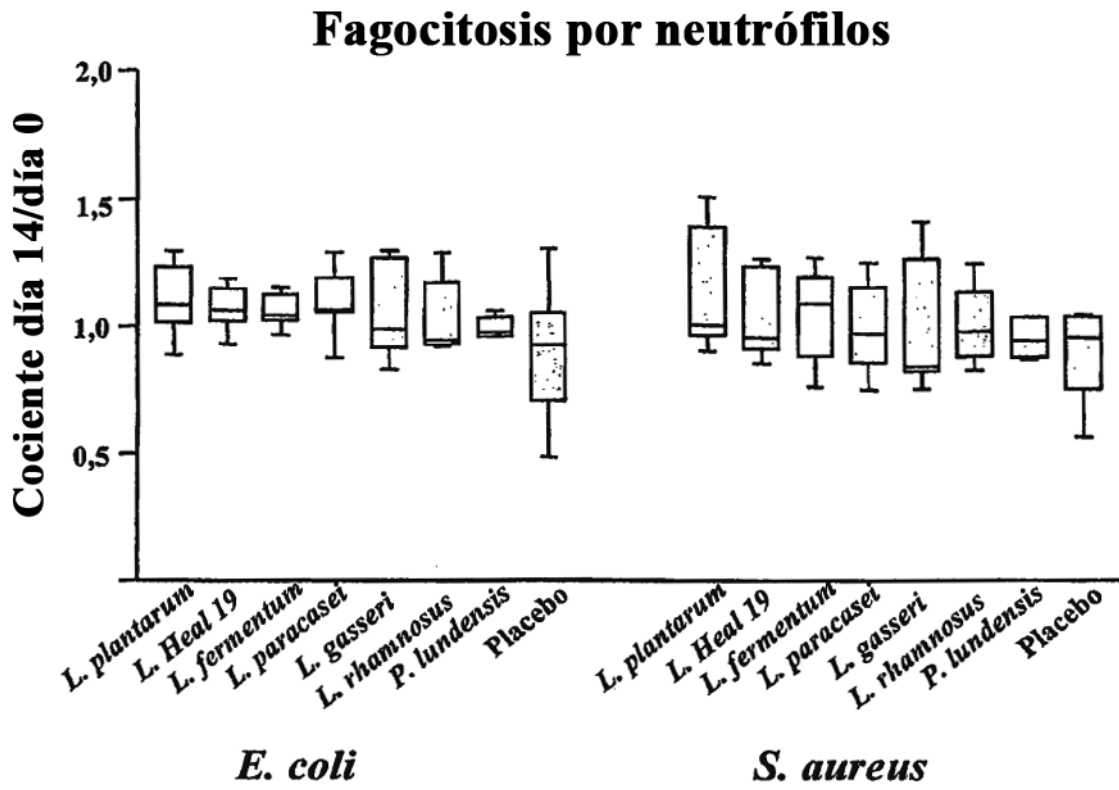 Fagocitosis por neutrófilos
Cociente día 14/día 0
2,0
1,5
1,0
0,5
L. plantarum
L. Heal 19
L. fermentum
L. paracasei
L. gasseri
L. rhamnosus
P. lundensis
Placebo
L. plantarum
L. Heal 19
L. fermentum
L. paracasei
L. gasseri
L. rhamnosus
P. lundensis
Placebo
E. coli
S. aureus